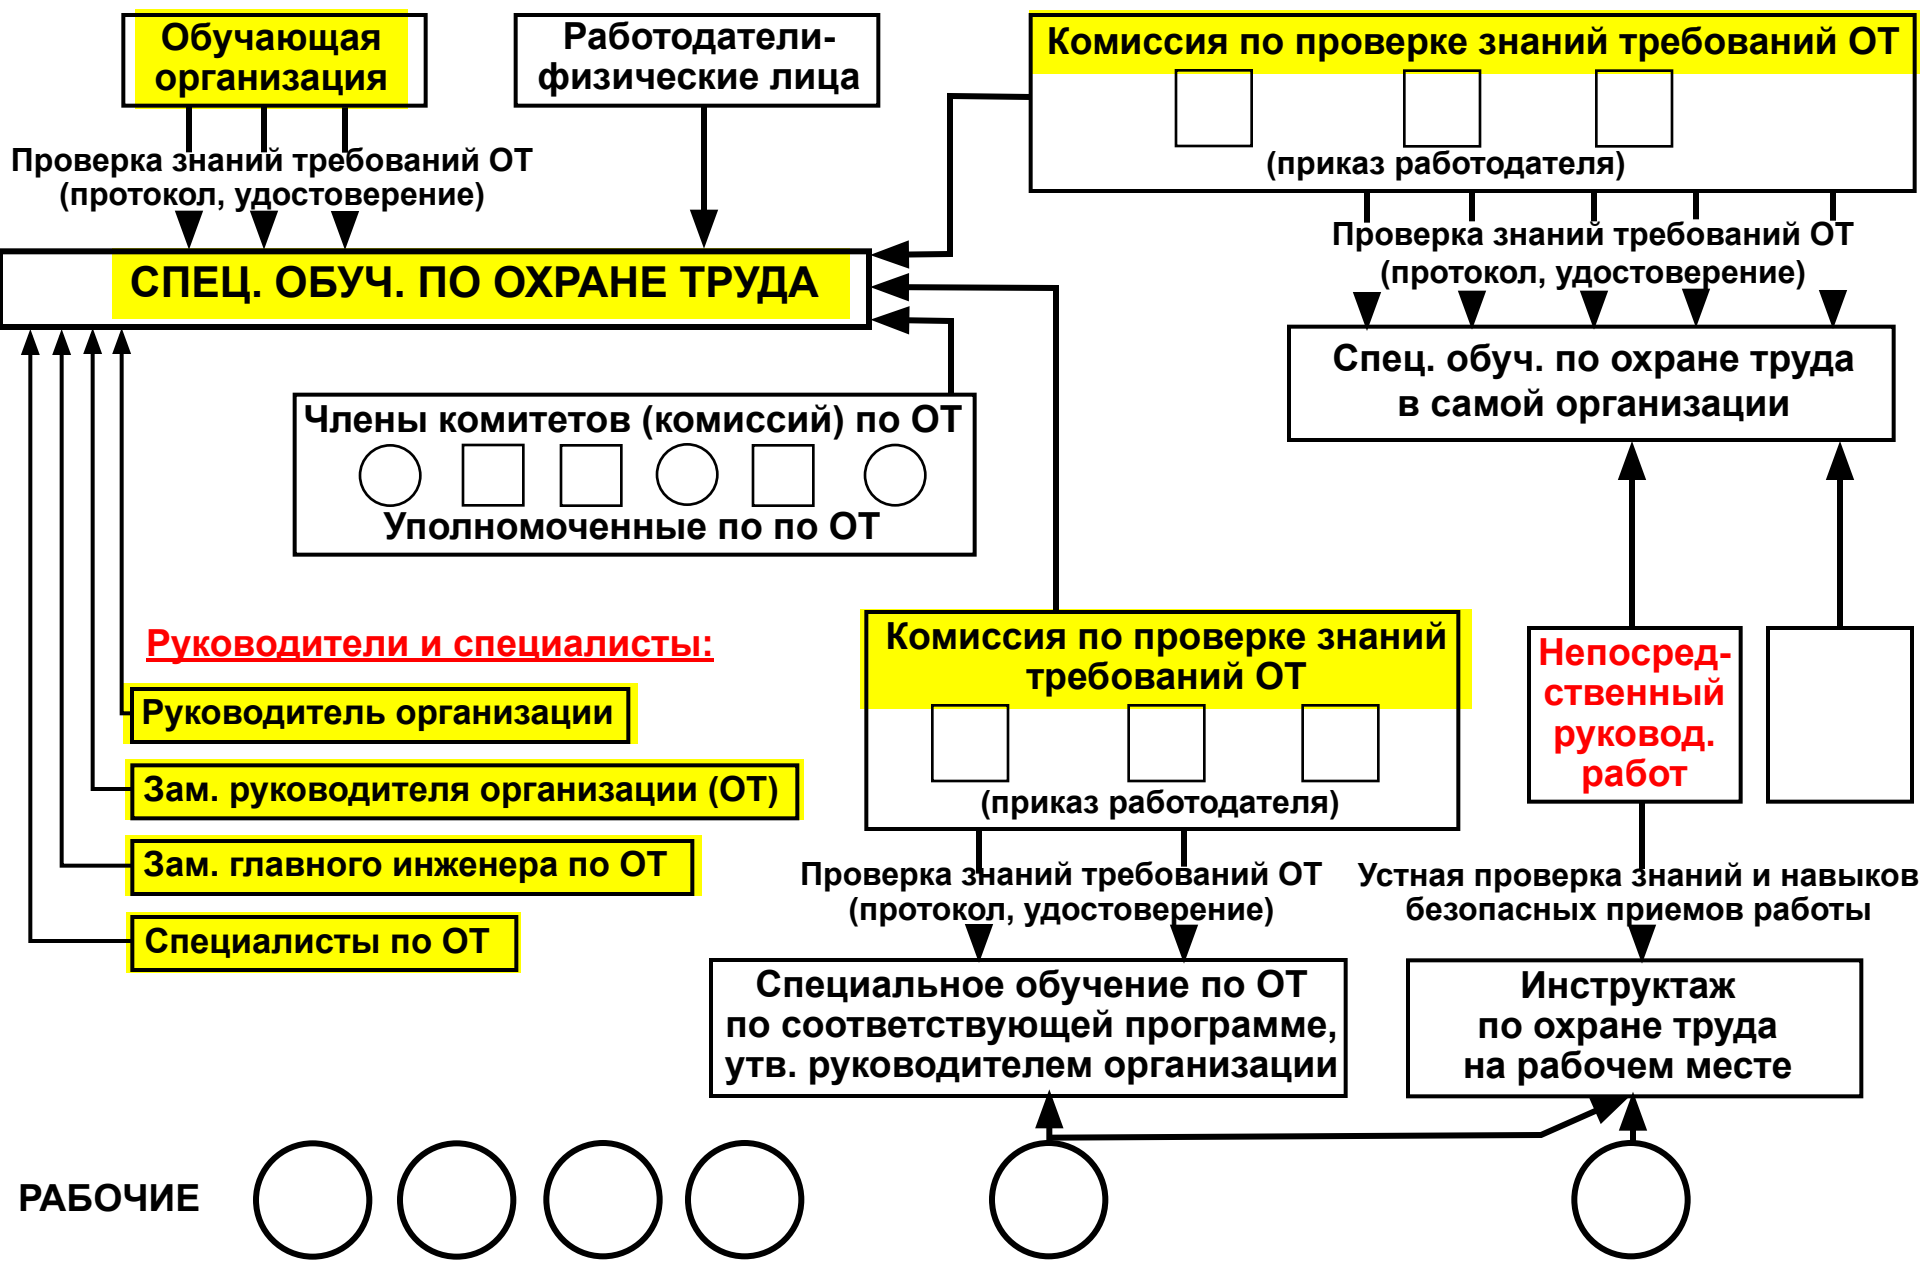 Обучающая
организация
Работодатели-
физические лица
Комиссия по проверке знаний требований ОТ
(приказ работодателя)
Проверка знаний требований ОТ
(протокол, удостоверение)
Проверка знаний требований ОТ
(протокол, удостоверение)
СПЕЦ. ОБУЧ. ПО ОХРАНЕ ТРУДА
Спец. обуч. по охране труда
в самой организации
Члены комитетов (комиссий) по ОТ
Уполномоченные по по ОТ
Руководители и специалисты:
Руководитель организации
Зам. руководителя организации (ОТ)
Зам. главного инженера по ОТ
Специалисты по ОТ
Комиссия по проверке знаний
требований ОТ
(приказ работодателя)
Непосред-
ственный
руковод.
работ
Проверка знаний требований ОТ
(протокол, удостоверение)
Устная проверка знаний и навыков
безопасных приемов работы
Специальное обучение по ОТ
по соответствующей программе,
утв. руководителем организации
Инструктаж
по охране труда
на рабочем месте
РАБОЧИЕ